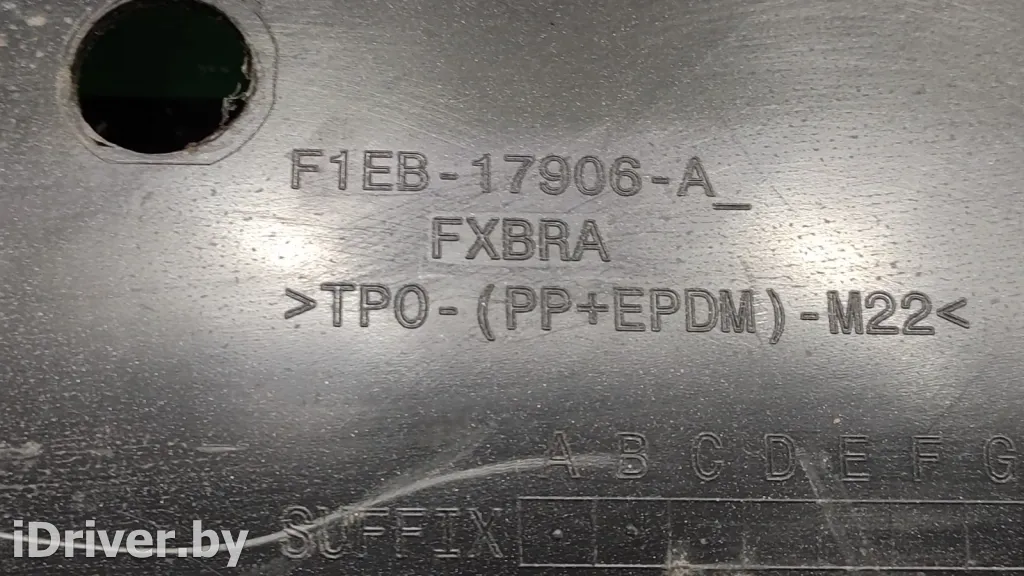 F1EB-17906-A_
FXBRA
>TPO-(PP+EPDM)-M22<
A B C D E F G
SUFFIX
iDriver.by